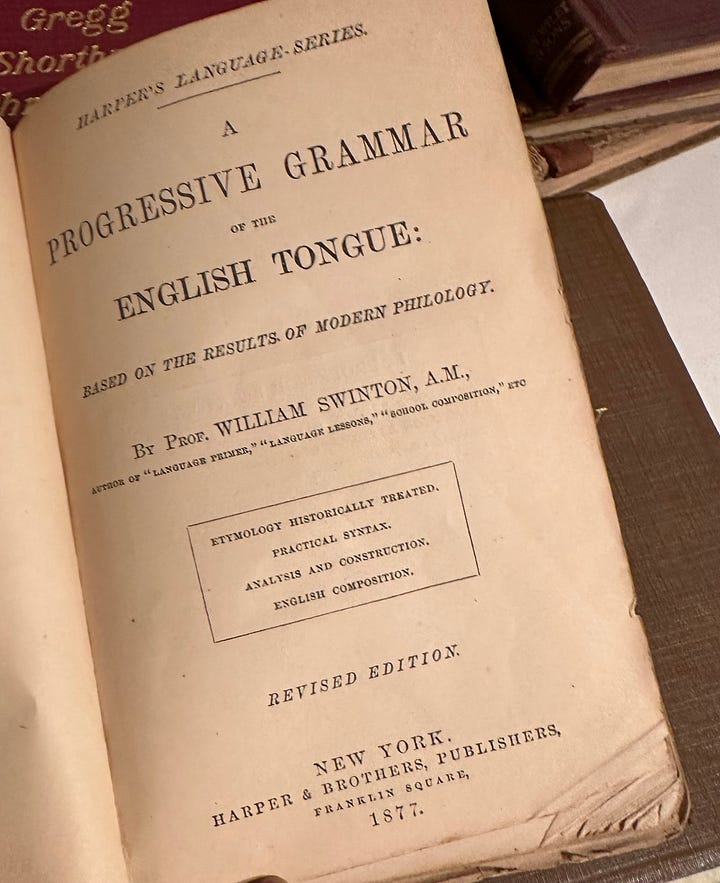 Gregg
HARPER'S LANGUAGE-SERIES.
A
PROGRESSIVE GRAMMAR
OF THE
ENGLISH TONGUE:
BASED ON THE RESULTS OF MODERN PHILOLOGY.
BY PROF. WILLIAM SWINTON, A.M.,
AUTHOR OF "LANGUAGE PRIMER," "LANGUAGE LESSONS," "SCHOOL COMPOSITION," ETC
ETYMOLOGY HISTORICALLY TREATED.
PRACTICAL SYNTAX.
ANALYSIS AND CONSTRUCTION.
ENGLISH COMPOSITION.
REVISED EDITION.
NEW YORK.
HARPER & BROTHERS, PUBLISHERS,
FRANKLIN SQUARE,
1877.